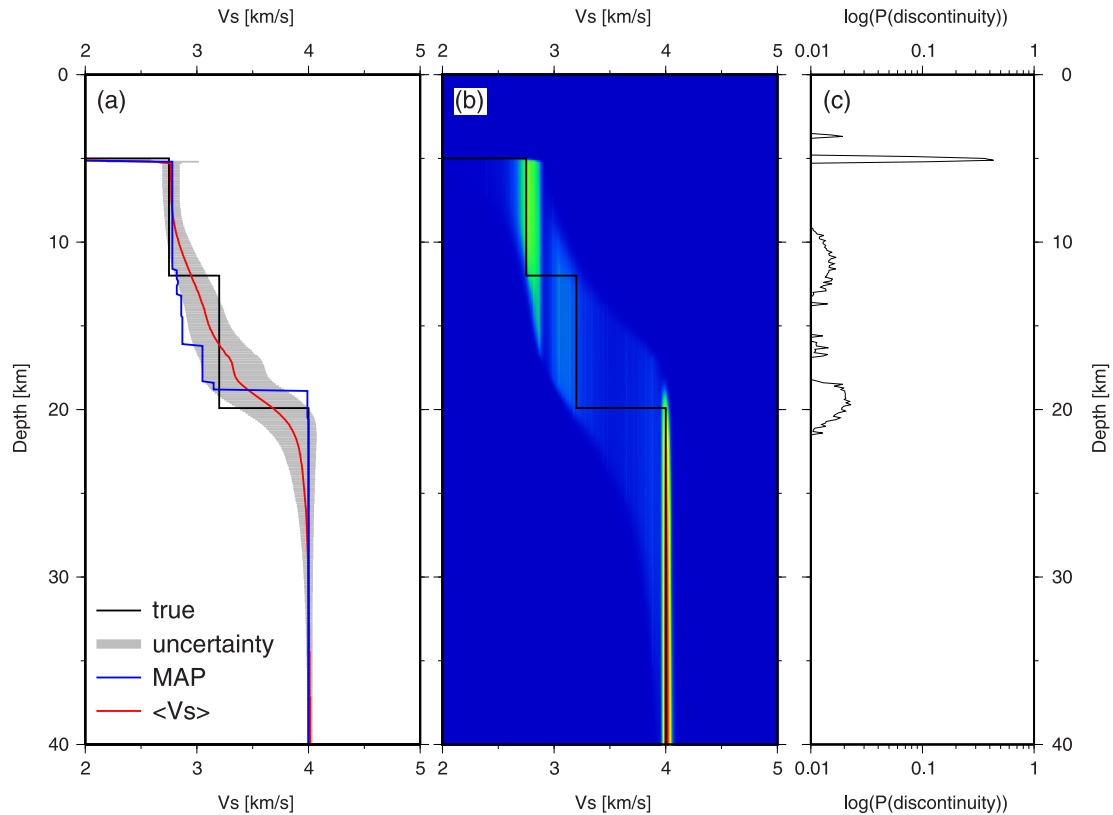 Vs [km/s]
Vs [km/s]
log(P(discontinuity))
2 3 4 5
2 3 4 5
0.01 0.1 1
(a)
(b)
(c)
0
10
20
30
40
Depth [km]
0
10
20
30
40
Depth [km]
true
uncertainty
MAP
<Vs>
2 3 4 5
2 3 4 5
0.01 0.1 1
Vs [km/s]
Vs [km/s]
log(P(discontinuity))